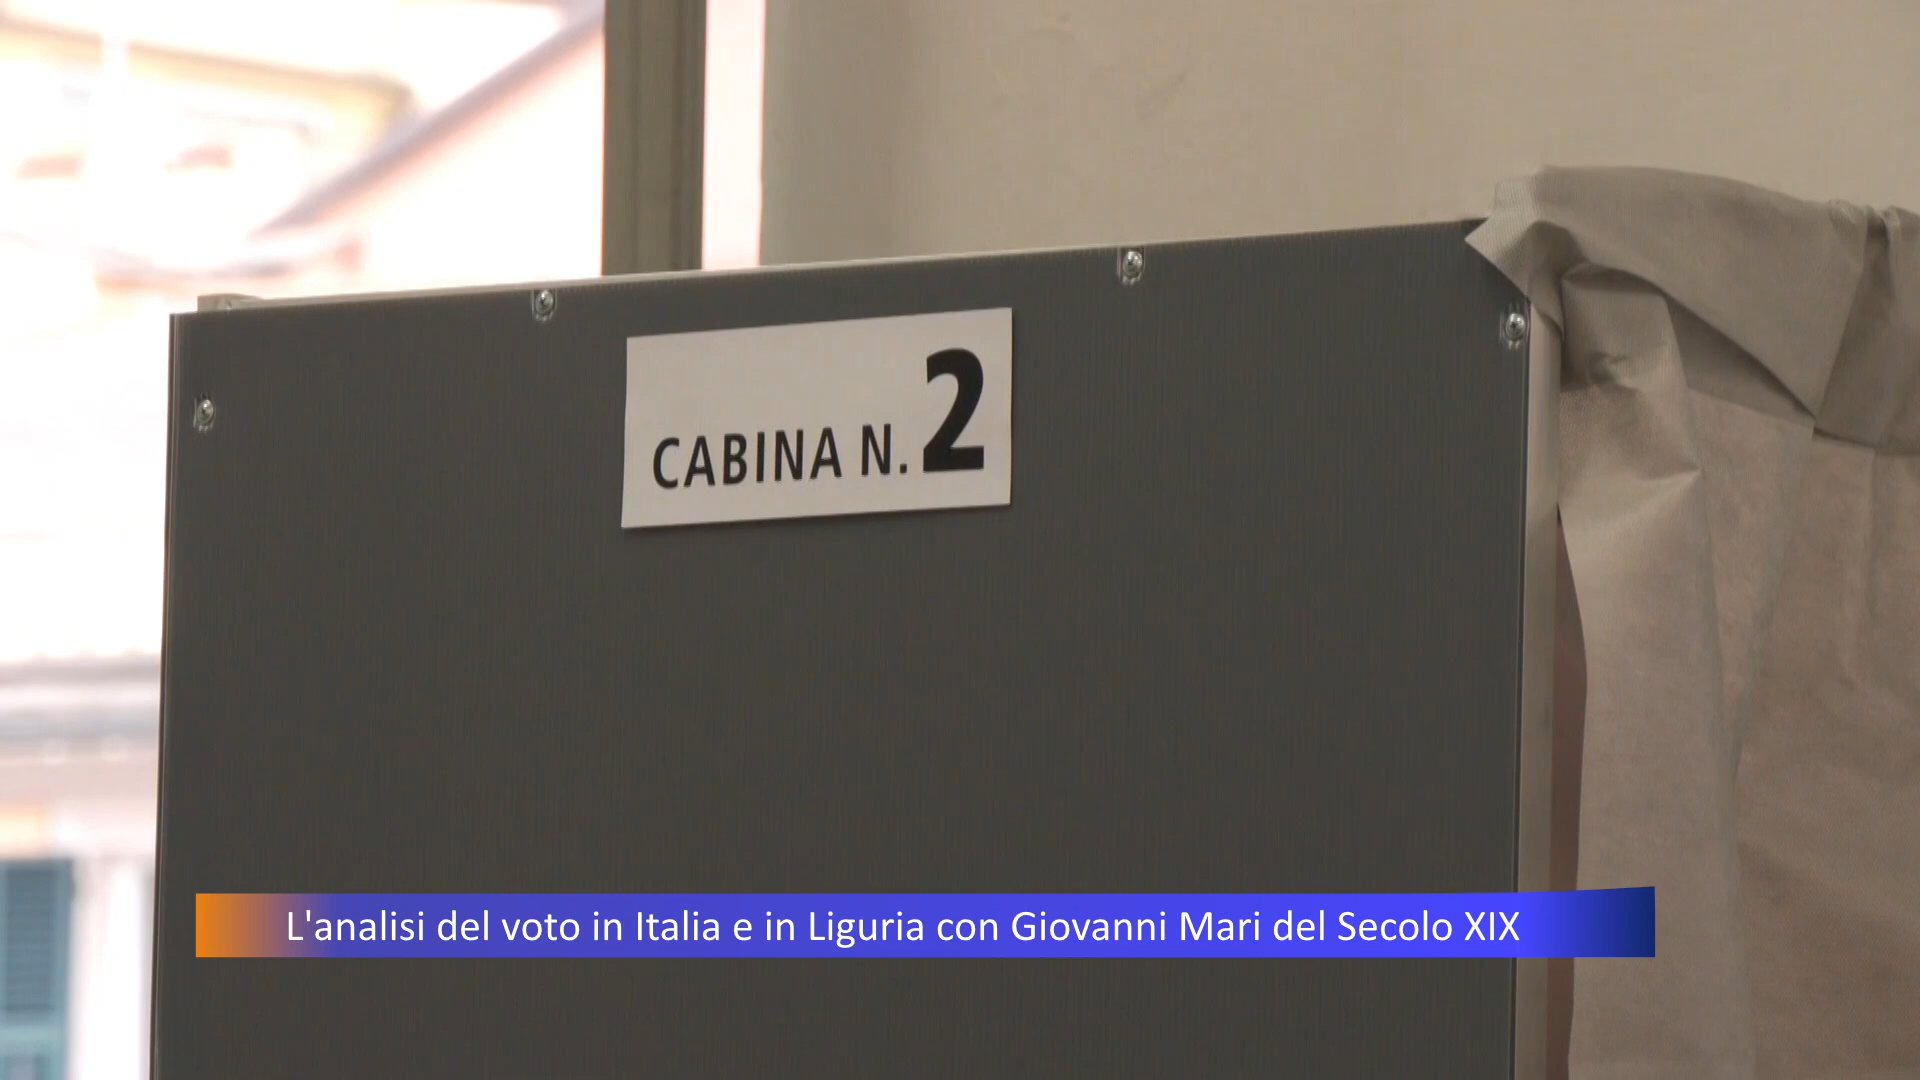 CABINA N. 2
L'analisi del voto in Italia e in Liguria con Giovanni Mari del Secolo XIX